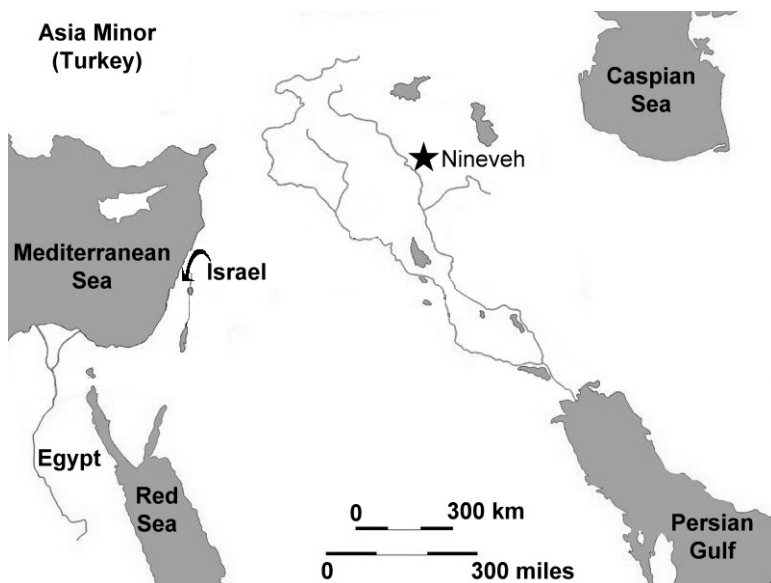 Asia Minor
(Turkey)
Caspian
Sea
Nineveh
Mediterranean
Sea
Israel
Egypt
Red
Sea
0 300 km
0 300 miles
Persian
Gulf